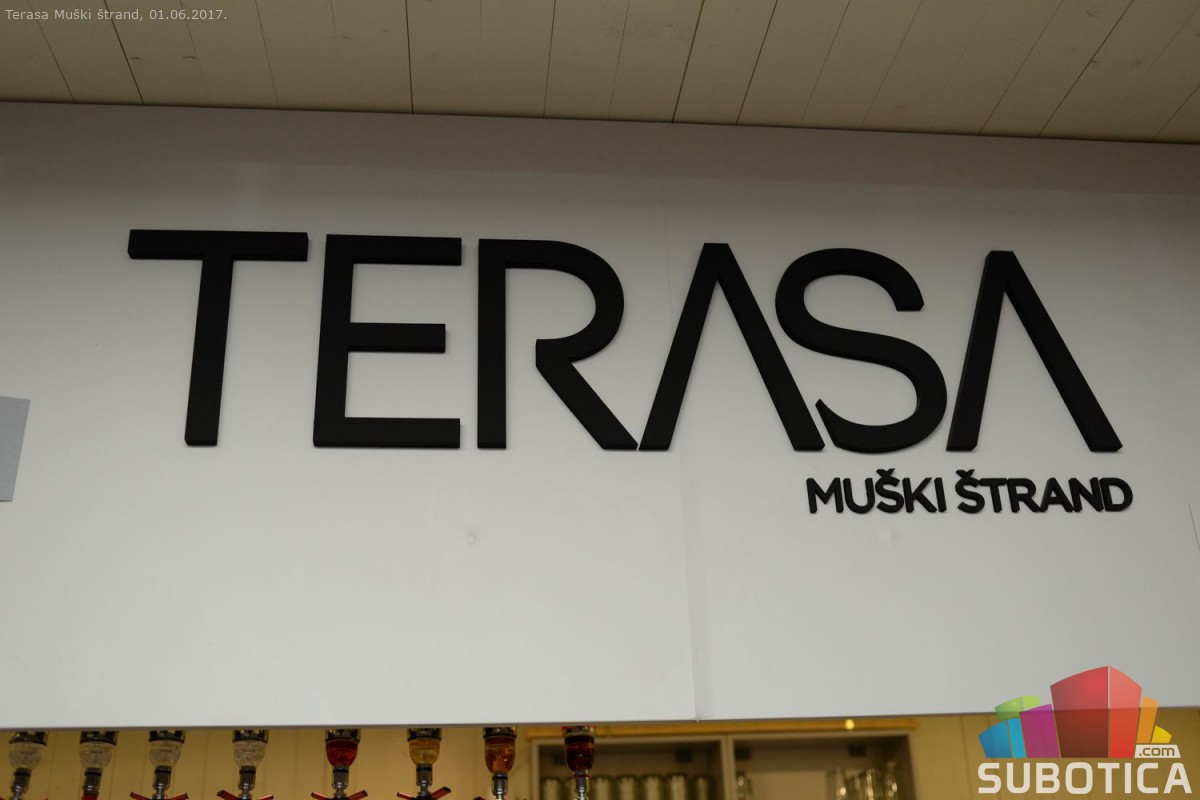 Terasa Muški štrand, 01.06.2017.
TERASA
MUŠKI ŠTRAND
.com
SUBOTICA